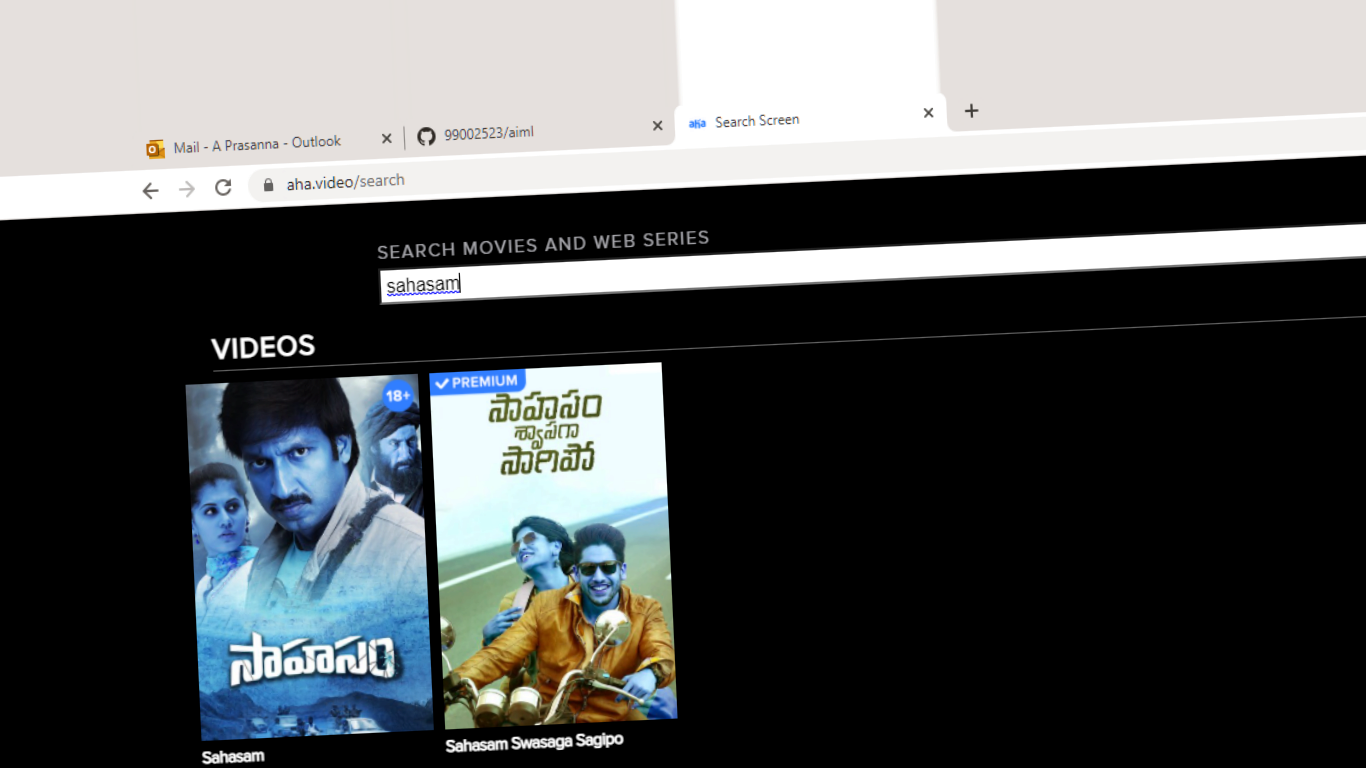 Mail - A Prasanna - Outlook
99002523/aiml
aha
Search Screen
aha.video/search
SEARCH MOVIES AND WEB SERIES
sahasam
VIDEOS
18+
సాహసం
Sahasam
PREMIUM
సాహసం
శ్వాసగా
సాగిపో
Sahasam Swasaga Sagipo